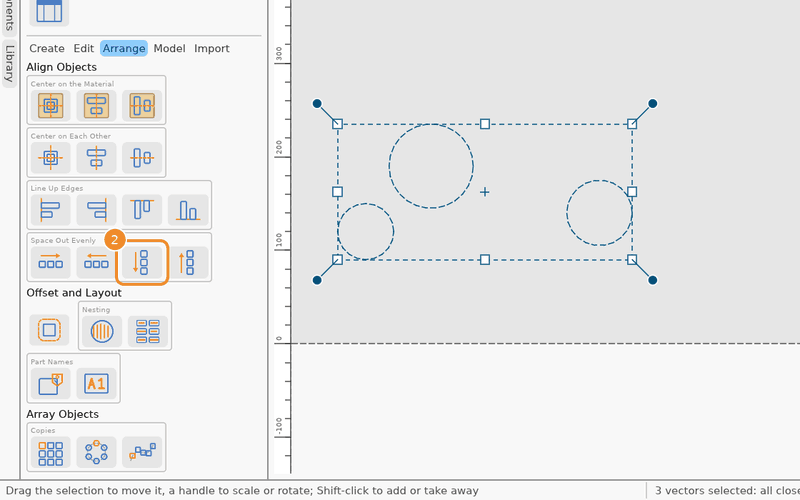 nents
Library
Create Edit Arrange Model Import
Align Objects
Center on the Material
Center on Each Other
Line Up Edges
Space Out Evenly
2
Offset and Layout
Nesting
Part Names
A1
Array Objects
Copies
300
200
100
0
-100
Drag the selection to move it, a handle to scale or rotate; Shift-click to add or take away
3 vectors selected: all close